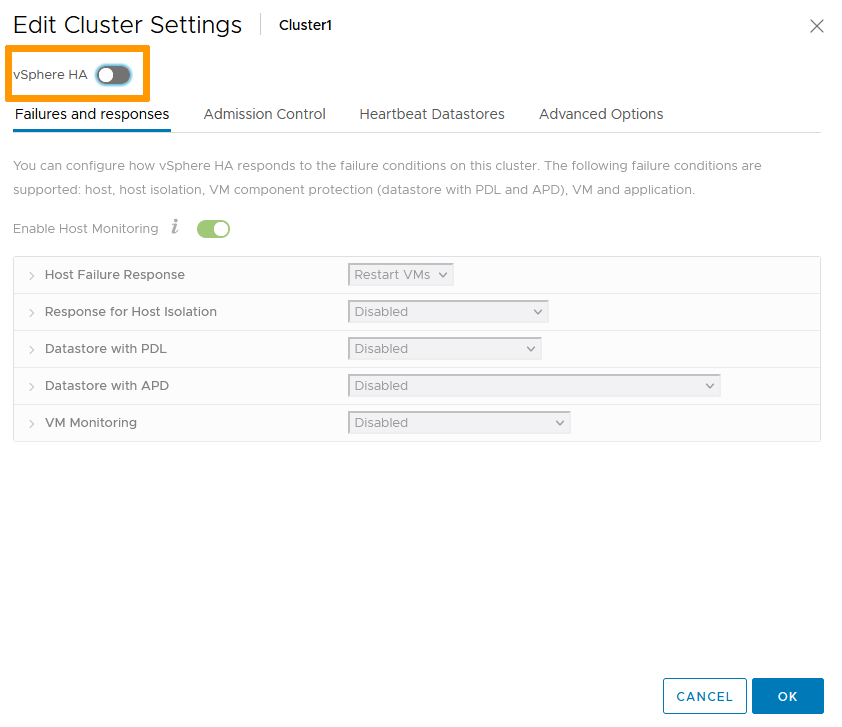 Edit Cluster Settings Cluster1
vSphere HA
Failures and responses Admission Control Heartbeat Datastores Advanced Options
You can configure how vSphere HA responds to the failure conditions on this cluster. The following failure conditions are
supported: host, host isolation, VM component protection (datastore with PDL and APD), VM and application.
Enable Host Monitoring i
Host Failure Response Restart VMs
Response for Host Isolation Disabled
Datastore with PDL Disabled
Datastore with APD Disabled
VM Monitoring Disabled
CANCEL OK